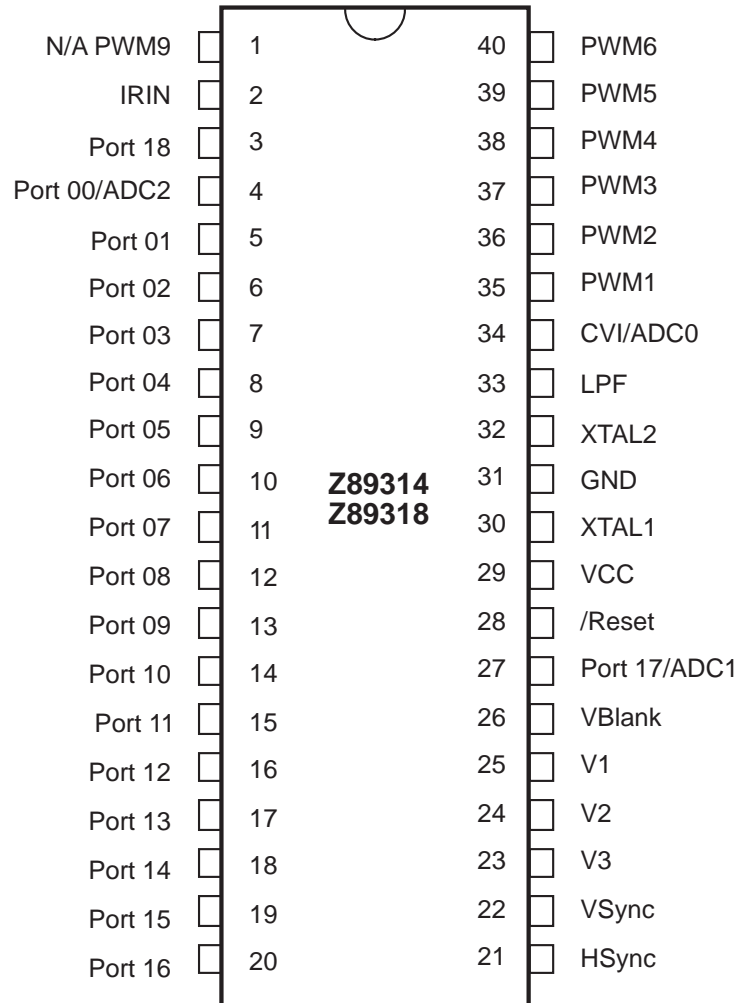 N/A PWM9 1 40 PWM6
IRIN 2 39 PWM5
Port 18 3 38 PWM4
Port 00/ADC2 4 37 PWM3
Port 01 5 36 PWM2
Port 02 6 35 PWM1
Port 03 7 34 CVI/ADC0
Port 04 8 33 LPF
Port 05 9 32 XTAL2
Port 06 10 Z89314 31 GND
Port 07 11 Z89318 30 XTAL1
Port 08 12 29 VCC
Port 09 13 28 /Reset
Port 10 14 27 Port 17/ADC1
Port 11 15 26 VBlank
Port 12 16 25 V1
Port 13 17 24 V2
Port 14 18 23 V3
Port 15 19 22 VSync
Port 16 20 21 HSync